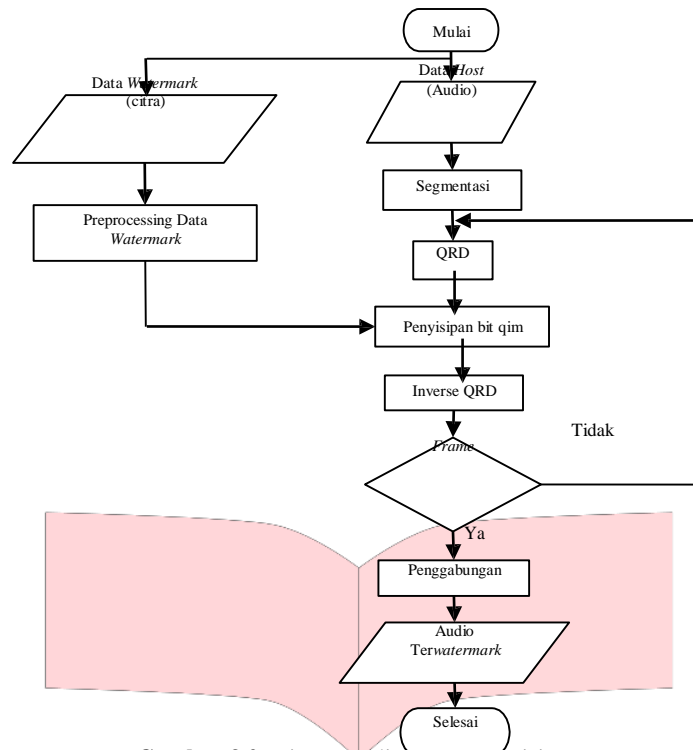 Mulai
Data Watermark
(citra)
Data Host
(Audio)
Segmentasi
Preprocessing Data
Watermark
QRD
Penyisipan bit qim
Inverse QRD
Tidak
Frame
Ya
Penggabungan
Audio
Terwatermark
Selesai